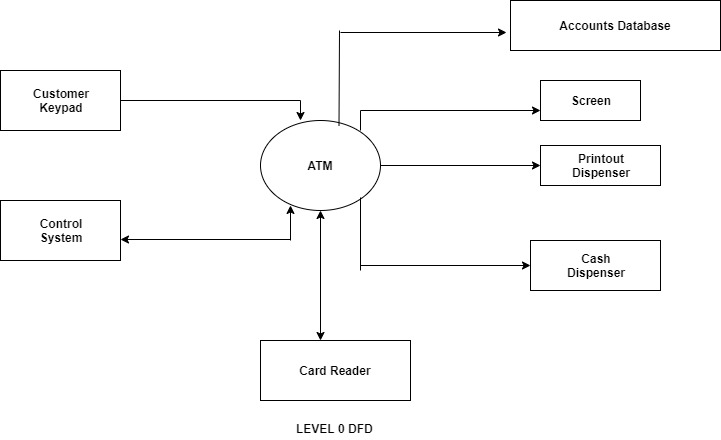 Accounts Database
Customer
Keypad
Screen
ATM
Printout
Dispenser
Control
System
Cash
Dispenser
Card Reader
LEVEL 0 DFD